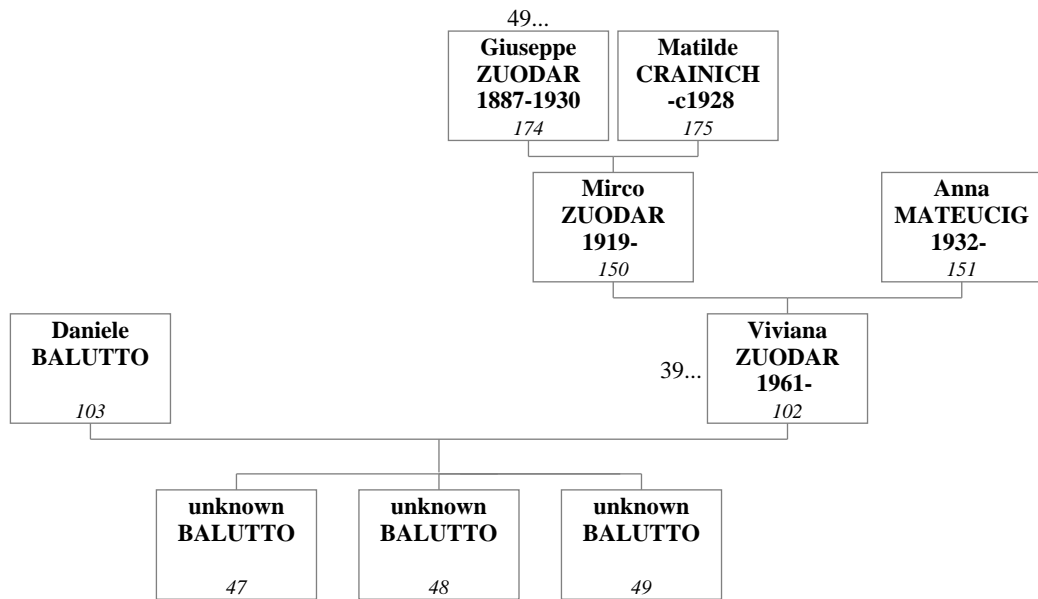 49...
Giuseppe
ZUODAR
1887-1930
174
Matilde
CRAINICH
-c1928
175
Mirco
ZUODAR
1919-
150
Anna
MATEUCIG
1932-
151
Daniele
BALUTTO
103
39...
Viviana
ZUODAR
1961-
102
unknown
BALUTTO
47
unknown
BALUTTO
48
unknown
BALUTTO
49